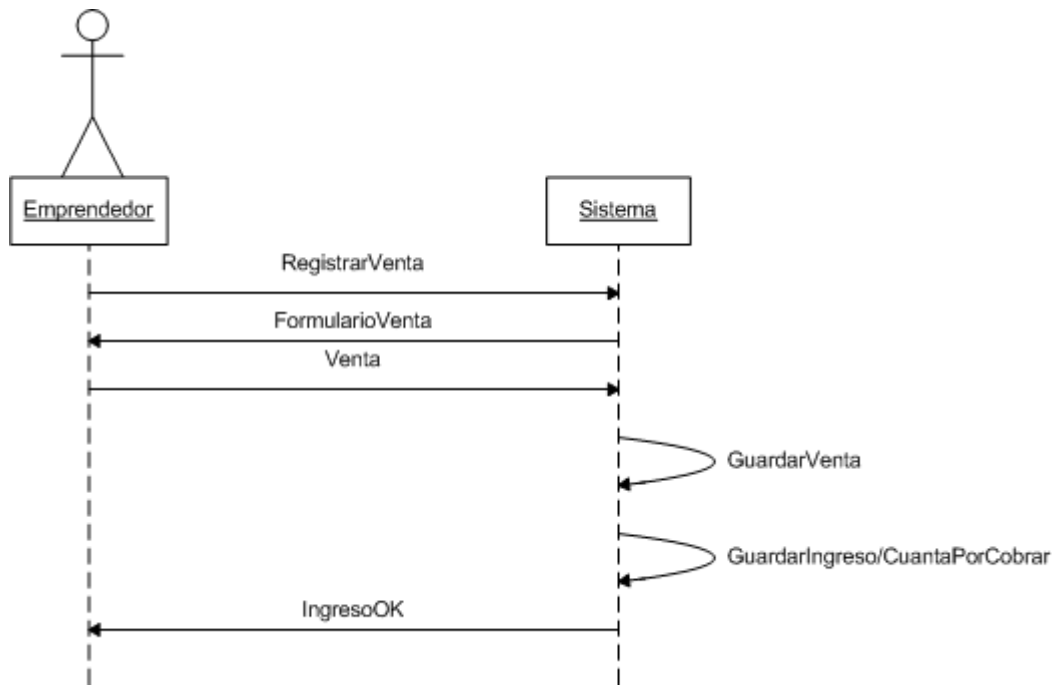 Emprendedor
Sistema
RegistrarVenta
FormularioVenta
Venta
GuardarVenta
GuardarIngreso/CuantaPorCobrar
IngresoOK